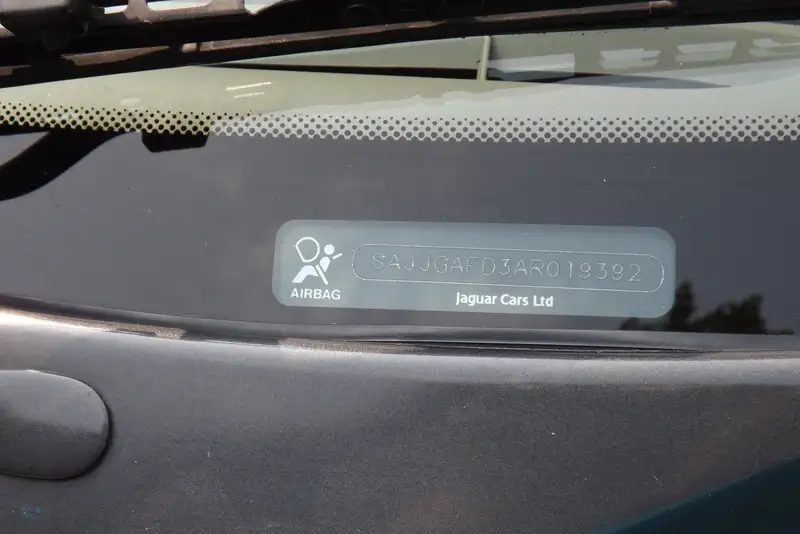 SAJJGAFD3AR019392
AIRBAG
Jaguar Cars Ltd